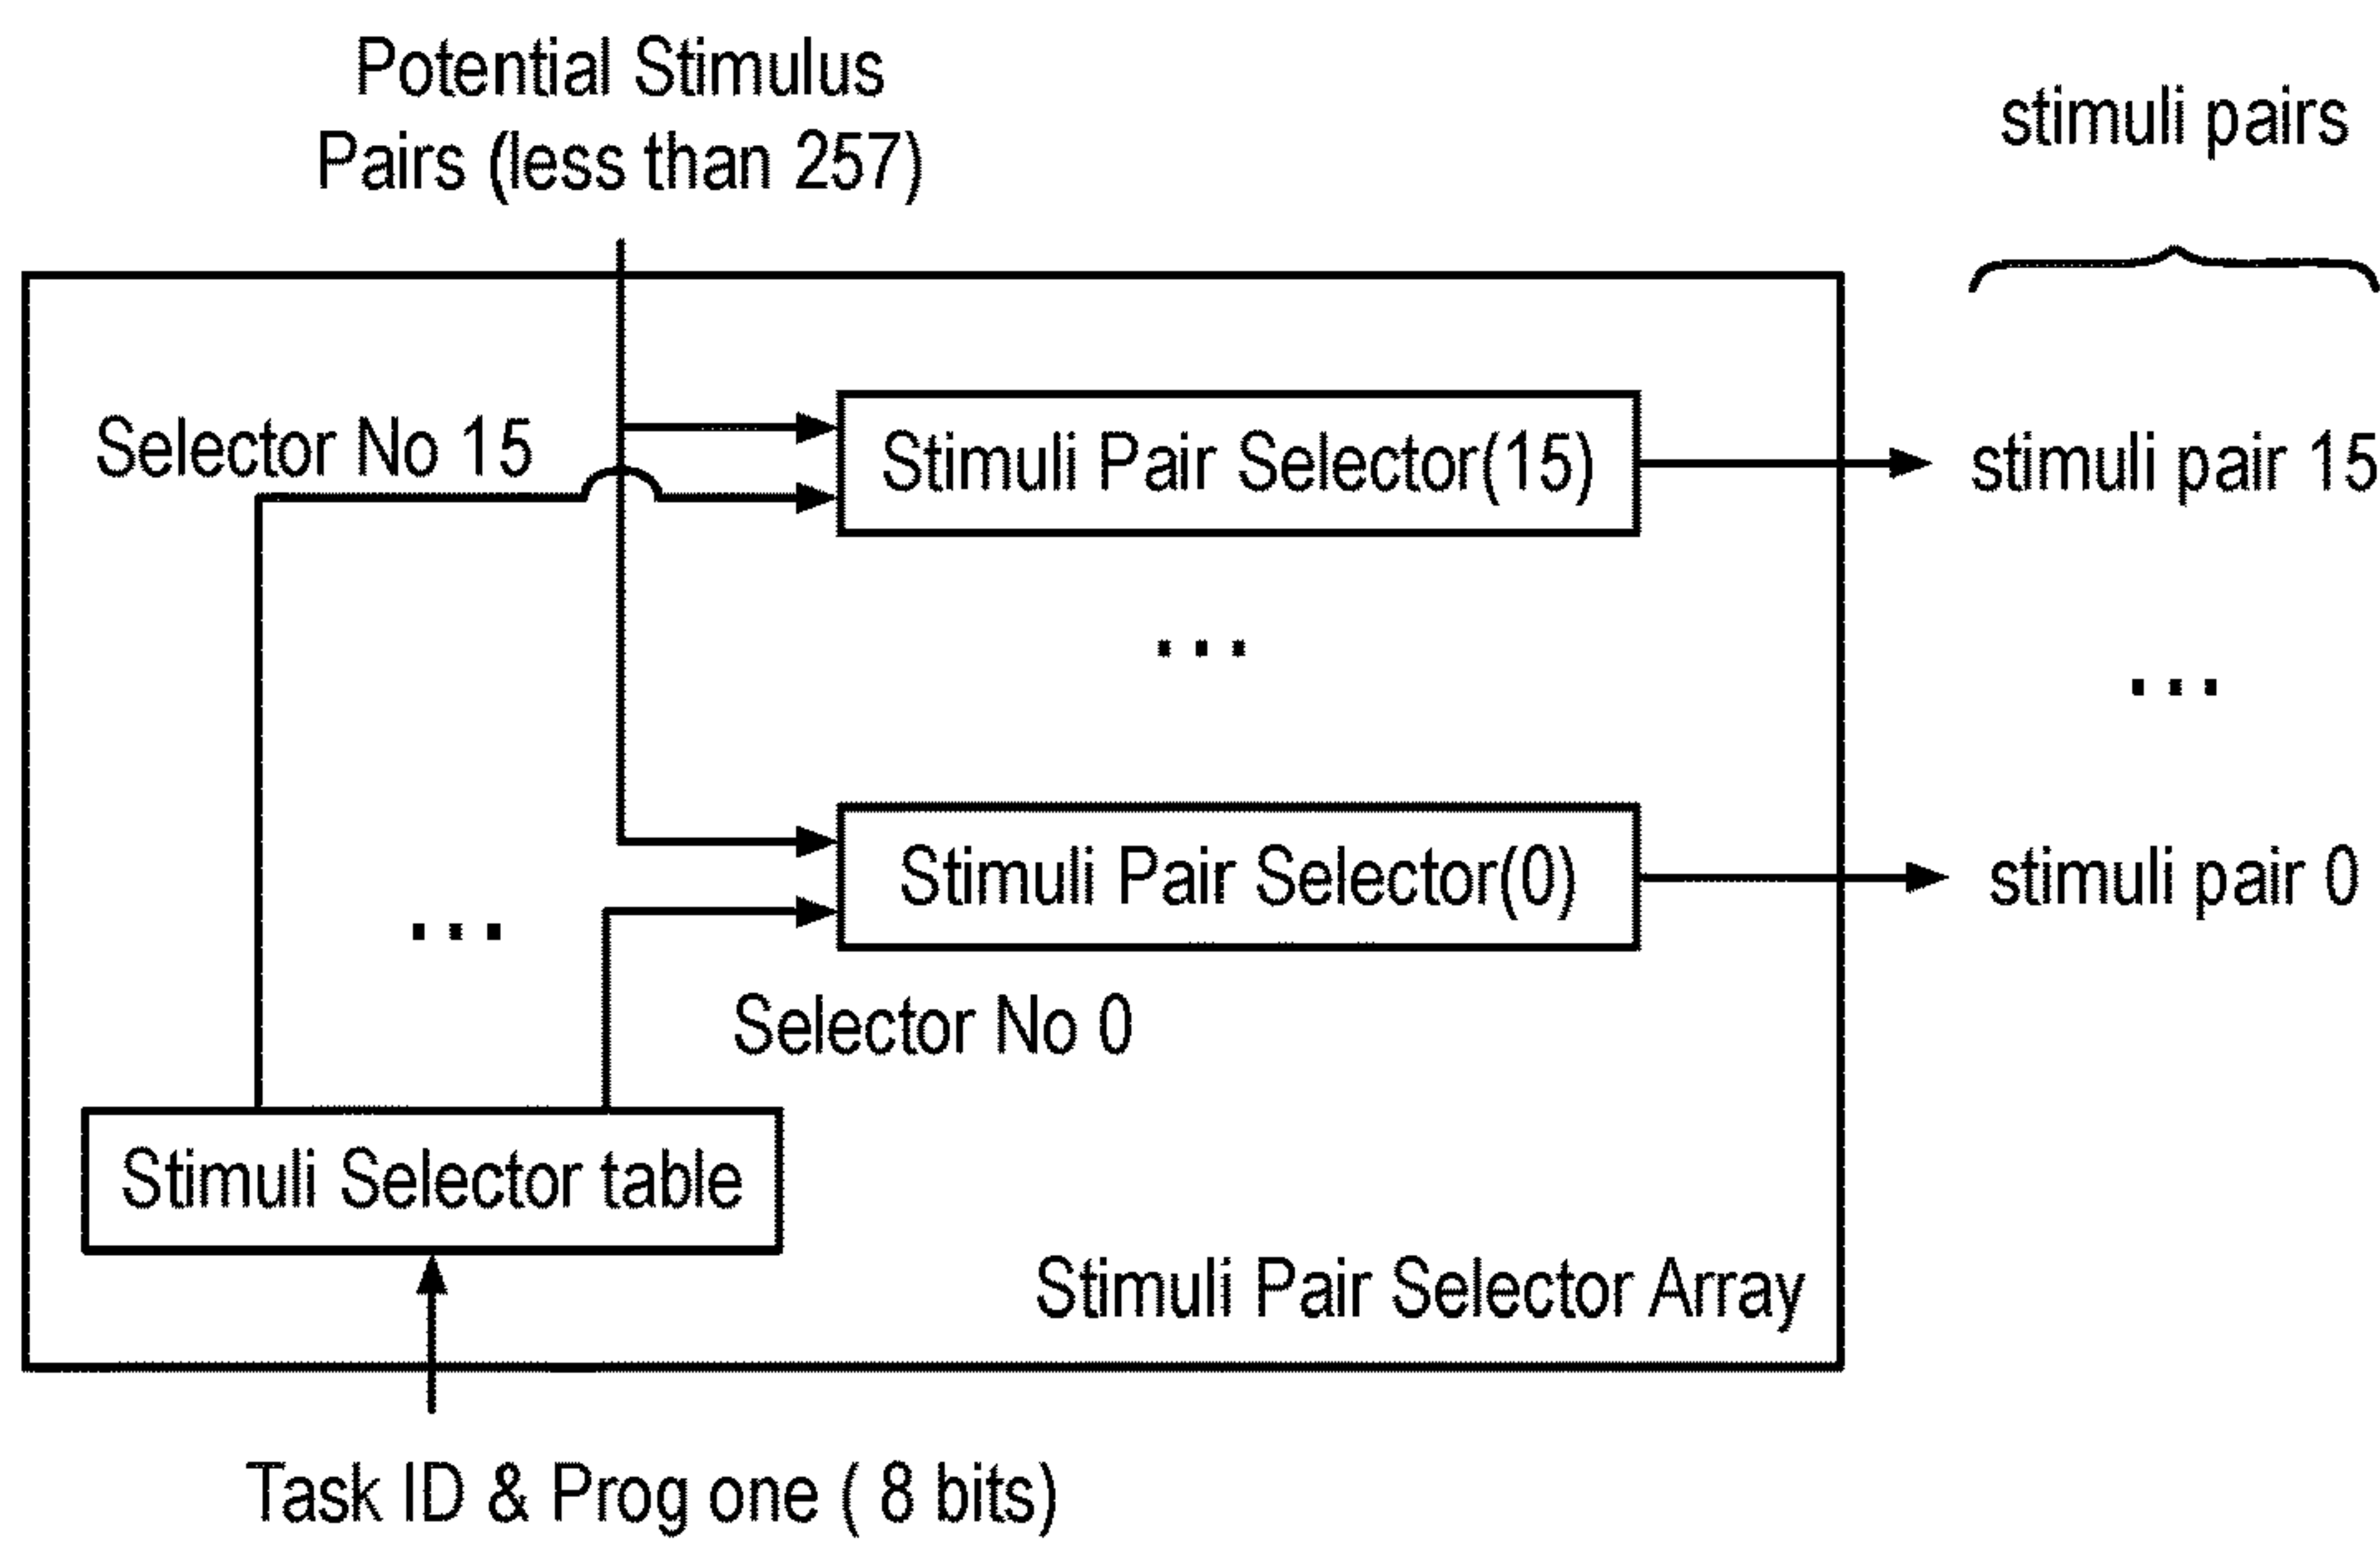 Potential Stimulus
Pairs (less than 257)
stimuli pairs
Selector No 15
Stimuli Pair Selector(15)
stimuli pair 15
...
...
Stimuli Pair Selector(0)
stimuli pair 0
...
Selector No 0
Stimuli Selector table
Stimuli Pair Selector Array
Task ID & Prog one ( 8 bits)